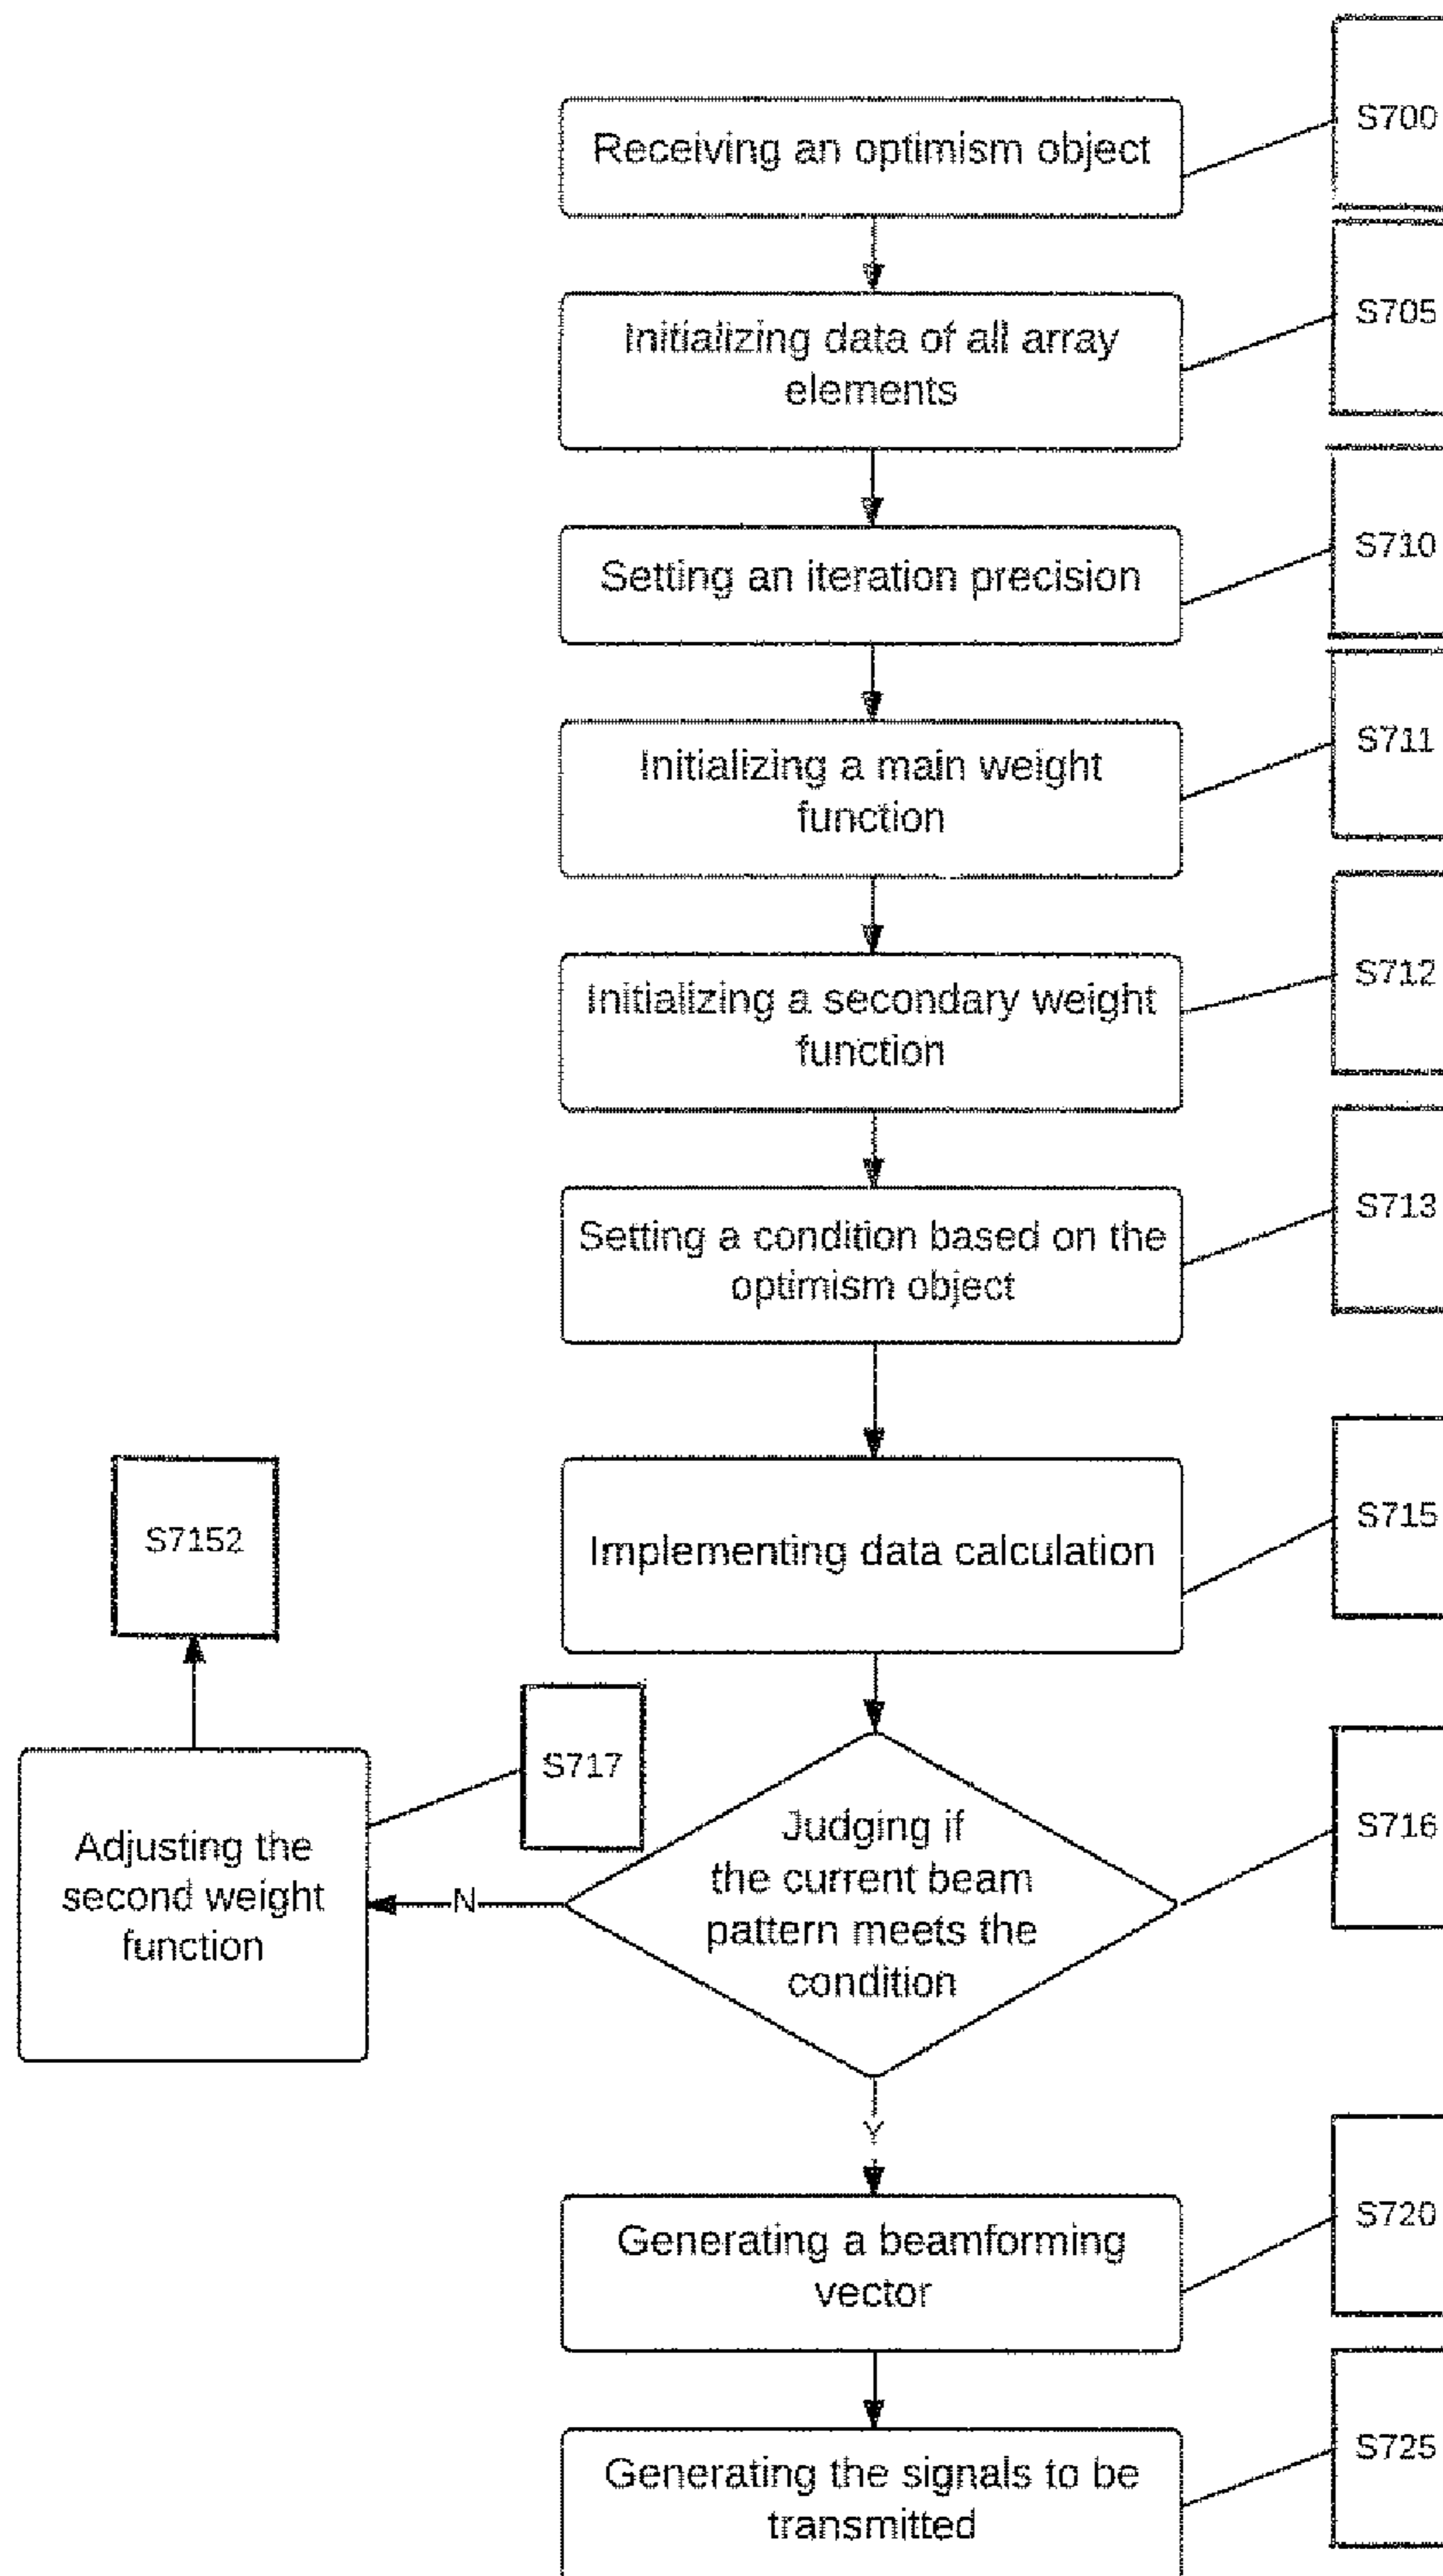 Receiving an optimism object
S700
Initializing data of all array
elements
S705
Setting an iteration precision
S710
Initializing a main weight
function
S711
Initializing a secondary weight
function
S712
Setting a condition based on the
optimism object
S713
Implementing data calculation
S715
S7152
S717
Adjusting the
second weight
function
N
Judging if
the current beam
pattern meets the
condition
S716
Y
Generating a beamforming
vector
S720
Generating the signals to be
transmitted
S725